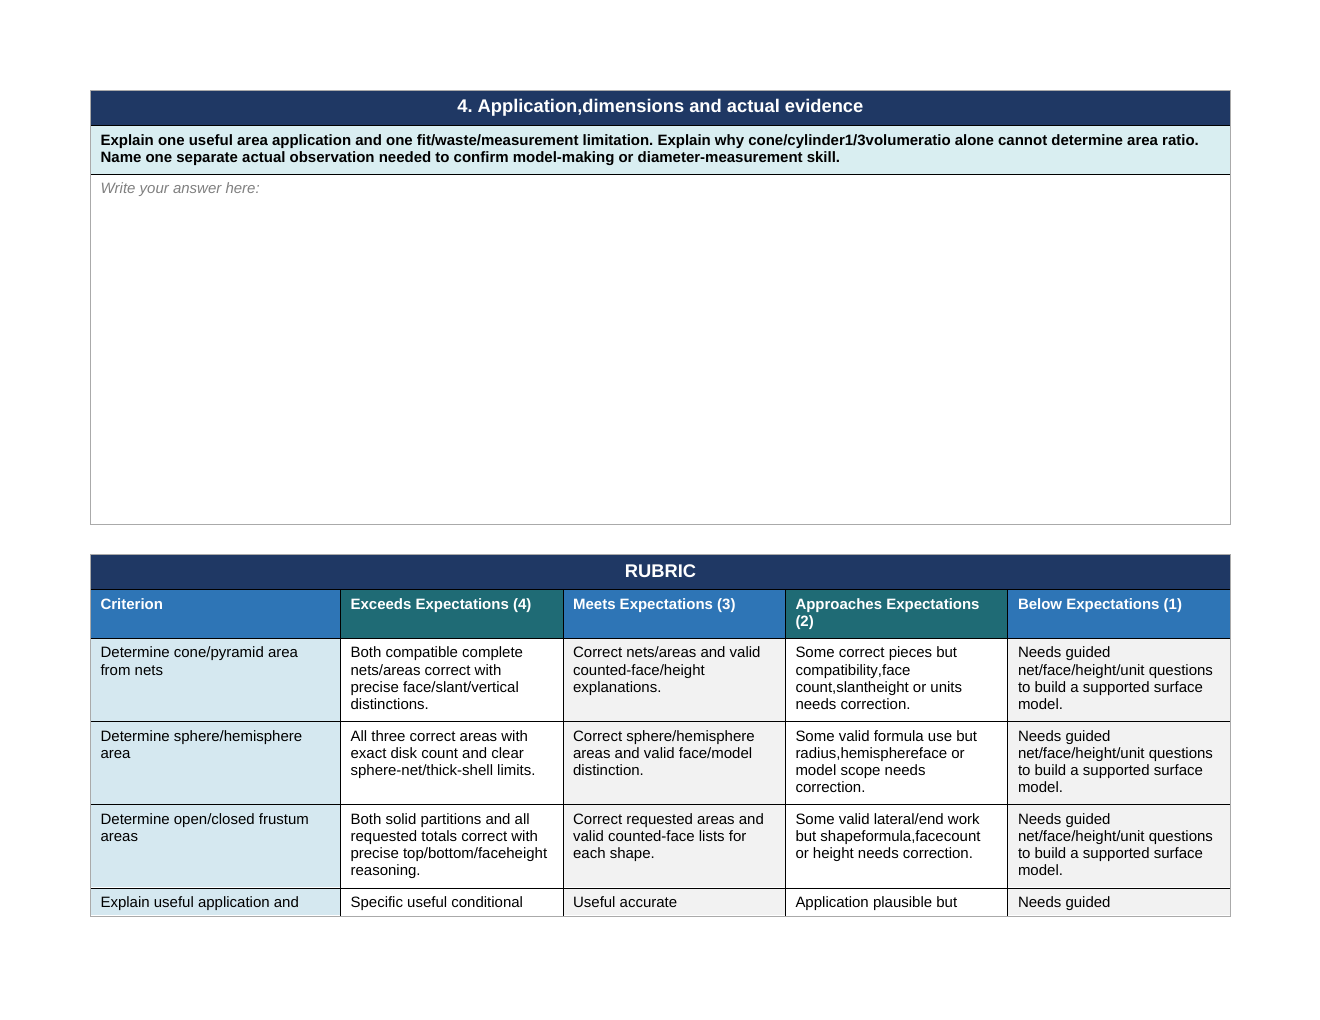 4. Application,dimensions and actual evidence
Explain one useful area application and one fit/waste/measurement limitation. Explain why cone/cylinder1/3volumeratio alone cannot determine area ratio.
Name one separate actual observation needed to confirm model-making or diameter-measurement skill.
Write your answer here:
RUBRIC
Criterion
Exceeds Expectations (4)
Meets Expectations (3)
Approaches Expectations
(2)
Below Expectations (1)
Determine cone/pyramid area
from nets
Both compatible complete
nets/areas correct with
precise face/slant/vertical
distinctions.
Correct nets/areas and valid
counted-face/height
explanations.
Some correct pieces but
compatibility,face
count,slantheight or units
needs correction.
Needs guided
net/face/height/unit questions
to build a supported surface
model.
Determine sphere/hemisphere
area
All three correct areas with
exact disk count and clear
sphere-net/thick-shell limits.
Correct sphere/hemisphere
areas and valid face/model
distinction.
Some valid formula use but
radius,hemisphereface or
model scope needs
correction.
Needs guided
net/face/height/unit questions
to build a supported surface
model.
Determine open/closed frustum
areas
Both solid partitions and all
requested totals correct with
precise top/bottom/faceheight
reasoning.
Correct requested areas and
valid counted-face lists for
each shape.
Some valid lateral/end work
but shapeformula,facecount
or height needs correction.
Needs guided
net/face/height/unit questions
to build a supported surface
model.
Explain useful application and
Specific useful conditional
Useful accurate
Application plausible but
Needs guided